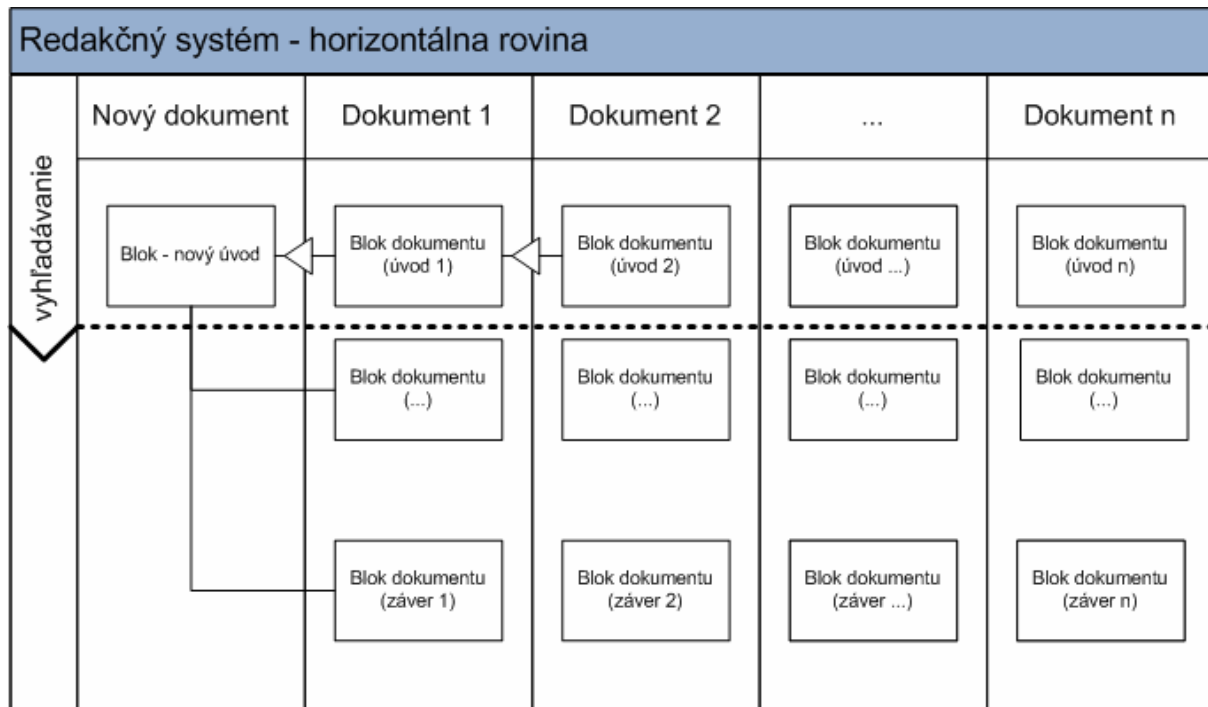 Redakčný systém - horizontálna rovina
Nový dokument
Dokument 1
Dokument 2
...
Dokument n
vyhľadávanie
Blok - nový úvod
Blok dokumentu
(úvod 1)
Blok dokumentu
(úvod 2)
Blok dokumentu
(úvod ...)
Blok dokumentu
(úvod n)
Blok dokumentu
(...)
Blok dokumentu
(...)
Blok dokumentu
(...)
Blok dokumentu
(...)
Blok dokumentu
(záver 1)
Blok dokumentu
(záver 2)
Blok dokumentu
(záver ...)
Blok dokumentu
(záver n)